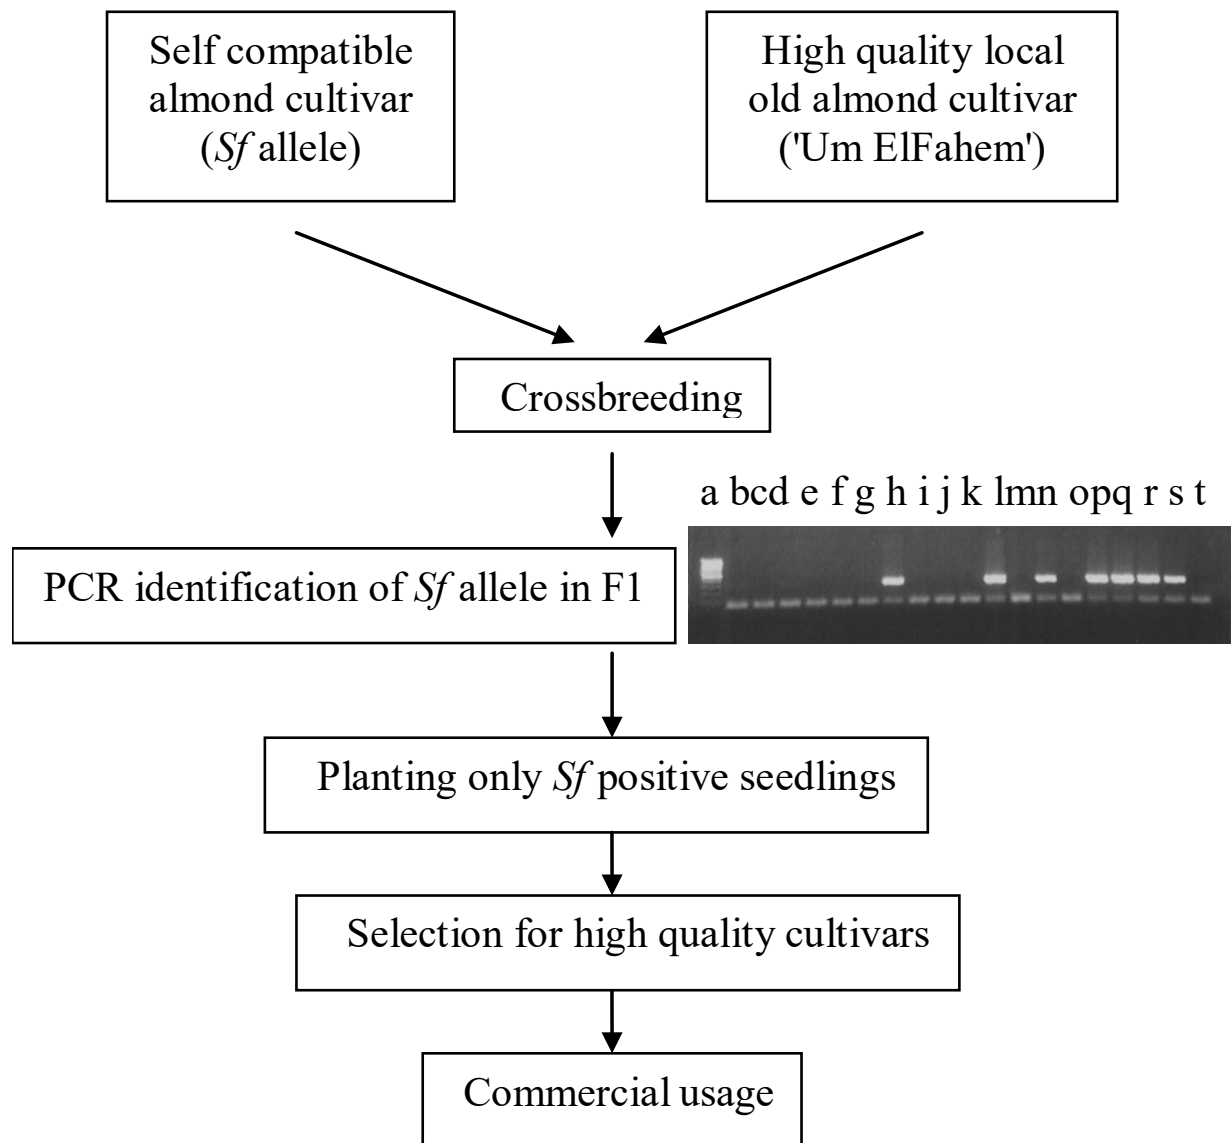 Self compatible
almond cultivar
(Sf allele)
High quality local
old almond cultivar
('Um ElFahem')
Crossbreeding
a bcd e f g h i j k lmn opq r s t
PCR identification of Sf allele in F1
Planting only Sf positive seedlings
Selection for high quality cultivars
Commercial usage